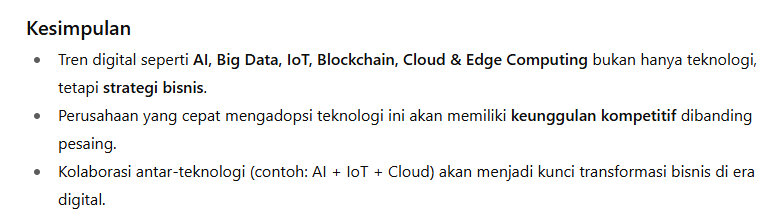 Kesimpulan
Tren digital seperti AI, Big Data, IoT, Blockchain, Cloud & Edge Computing bukan hanya teknologi,
tetapi strategi bisnis.
Perusahaan yang cepat mengadopsi teknologi ini akan memiliki keunggulan kompetitif dibanding
pesaing.
Kolaborasi antar-teknologi (contoh: AI + IoT + Cloud) akan menjadi kunci transformasi bisnis di era
digital.